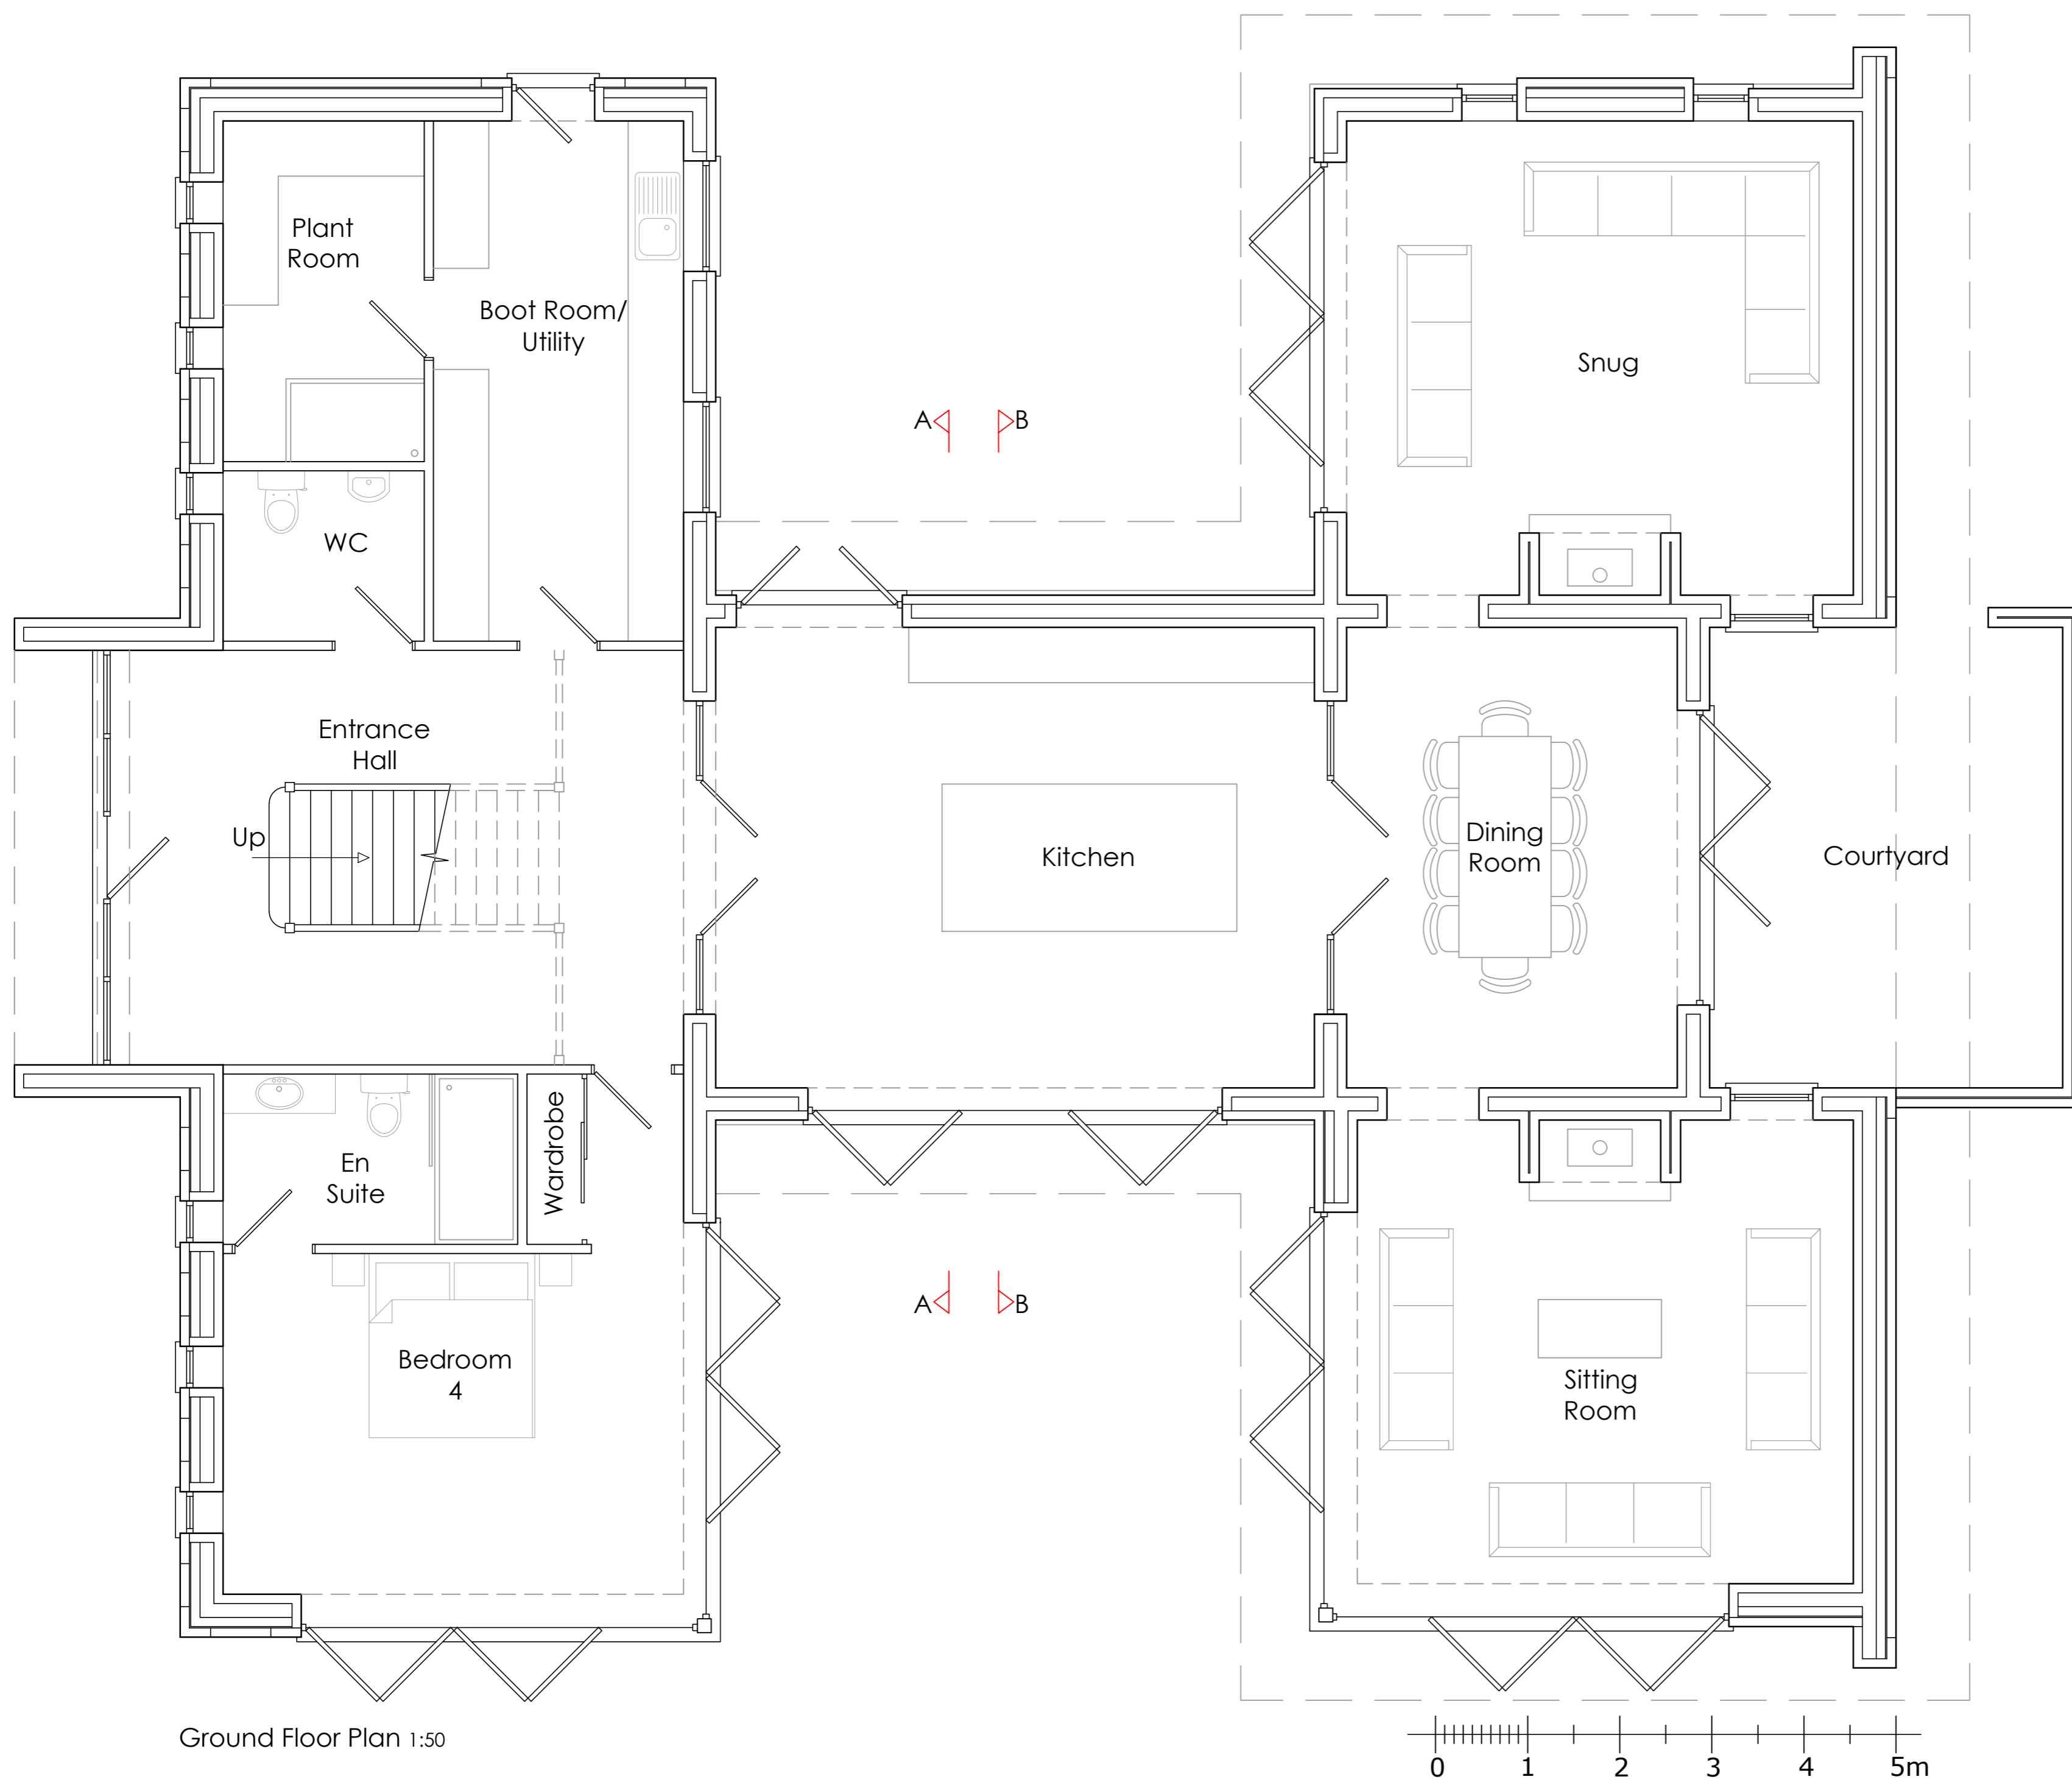 Plant
Room
Boot Room/
Utility
Snug
A B
WC
Entrance
Hall
Up
Kitchen
Dining
Room
Courtyard
En
Suite
Wardrobe
A B
Bedroom
4
Sitting
Room
Ground Floor Plan 1:50
0 1 2 3 4 5m